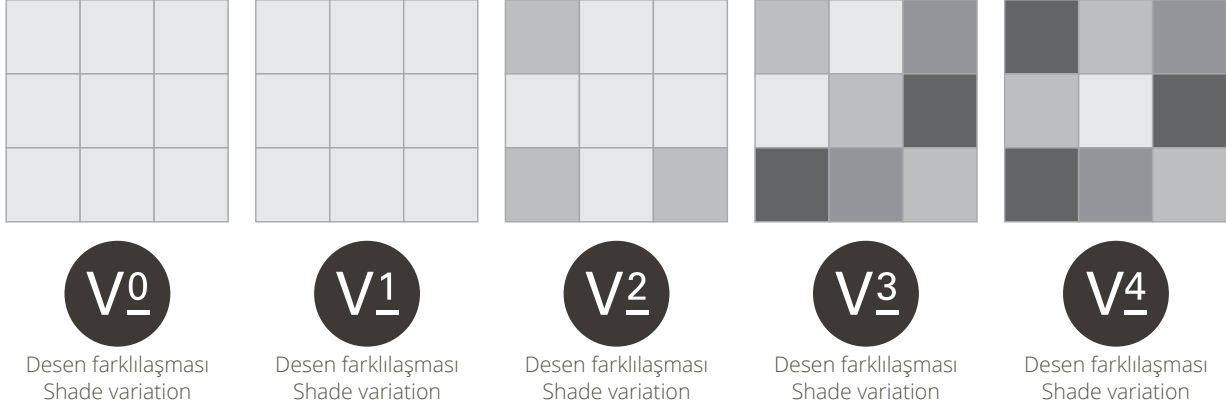 V0
Desen farklılaşması
Shade variation
V1
Desen farklılaşması
Shade variation
V2
Desen farklılaşması
Shade variation
V3
Desen farklılaşması
Shade variation
V4
Desen farklılaşması
Shade variation